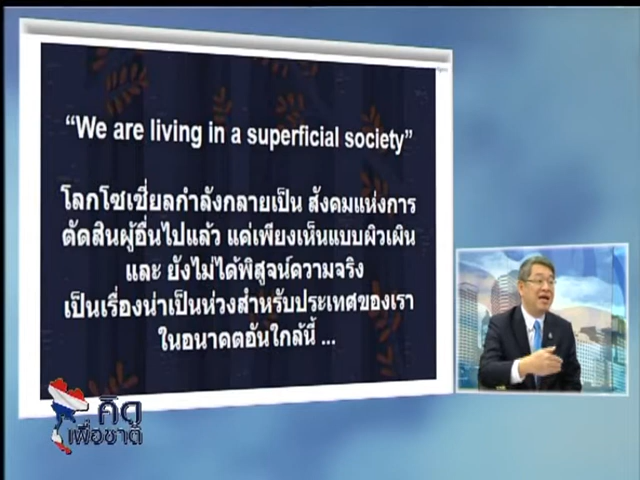 “We are living in a superficial society”
โลกโซเชี่ยลกำลังกลายเป็น สังคมแห่งการ
ตัดสินผู้อื่นไปแล้ว แค่เพียงเห็นแบบผิวเผิน
และ ยังไม่ได้พิสูจน์ความจริง
เป็นเรื่องน่าเป็นห่วงสำหรับประเทศของเรา
ในอนาคตอันใกล้นี้ ...
คิด
เพื่อชาติ